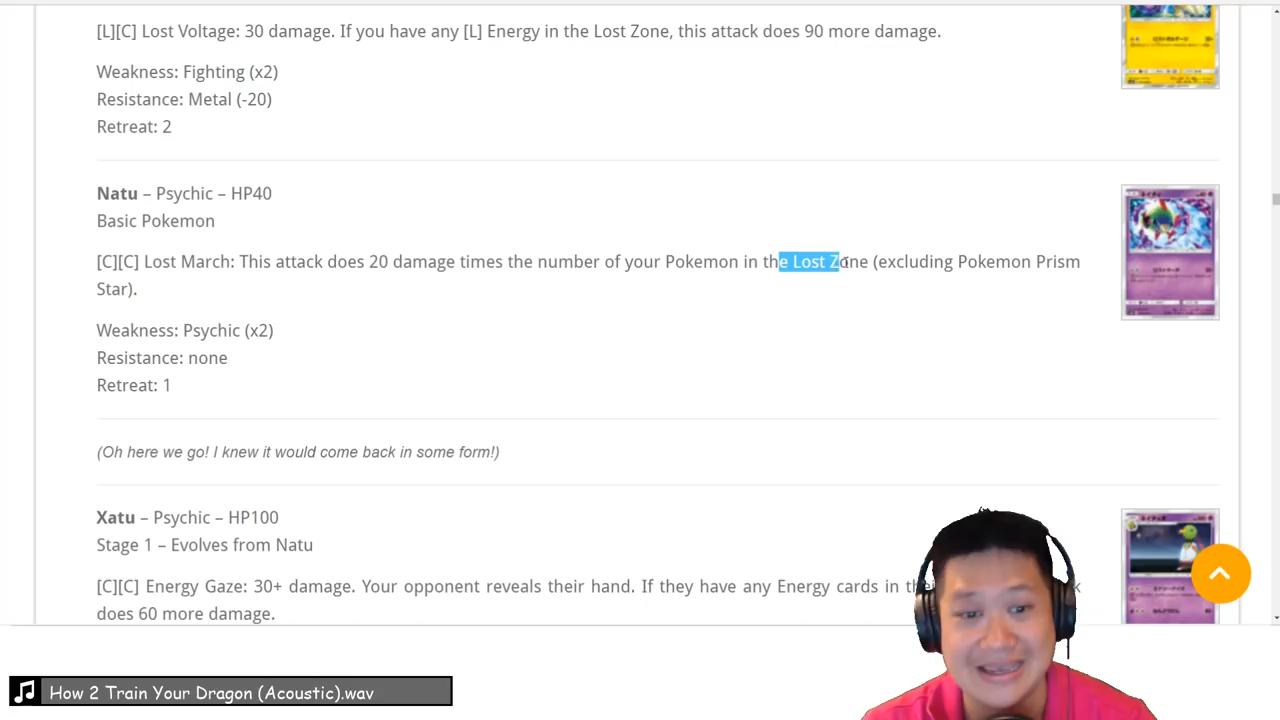 [L][C] Lost Voltage: 30 damage. If you have any [L] Energy in the Lost Zone, this attack does 90 more damage.
Weakness: Fighting (x2)
Resistance: Metal (-20)
Retreat: 2
Natu – Psychic – HP40
Basic Pokemon
[C][C] Lost March: This attack does 20 damage times the number of your Pokemon in the Lost Zone (excluding Pokemon Prism
Star).
Weakness: Psychic (x2)
Resistance: none
Retreat: 1
(Oh here we go! I knew it would come back in some form!)
Xatu – Psychic – HP100
Stage 1 – Evolves from Natu
[C][C] Energy Gaze: 30+ damage. Your opponent reveals their hand. If they have any Energy cards in
does 60 more damage.
How 2 Train Your Dragon (Acoustic).wav